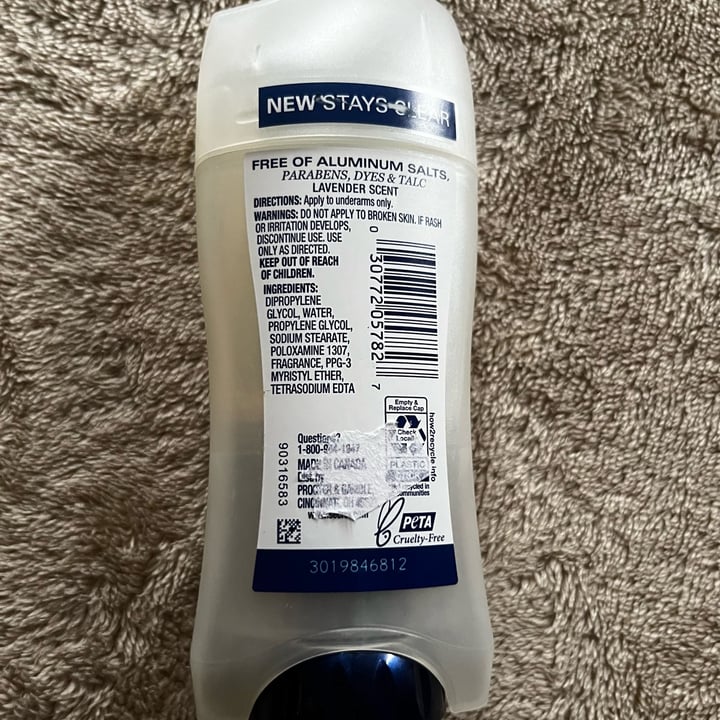 NEW STAYS CLEAR
FREE OF ALUMINUM SALTS,
PARABENS, DYES & TALC
LAVENDER SCENT
DIRECTIONS: Apply to underarms only.
WARNINGS: DO NOT APPLY TO BROKEN SKIN. IF RASH
OR IRRITATION DEVELOPS,
DISCONTINUE USE. USE
ONLY AS DIRECTED.
KEEP OUT OF REACH
OF CHILDREN.
INGREDIENTS:
DIPROPYLENE
GLYCOL, WATER,
PROPYLENE GLYCOL,
SODIUM STEARATE,
POLOXAMINE 1307,
FRAGRANCE, PPG-3
MYRISTYL ETHER,
TETRASODIUM EDTA
0 30772 05782 7
Empty &
Replace Cap
Check
Locally
PLASTIC
how2recycle.info
Questions?
MADE IN CANADA
Dist. by
PROCTER & GAMBLE,
CINCINNATI, OH
90316583
PETA
Cruelty-Free
3019846812